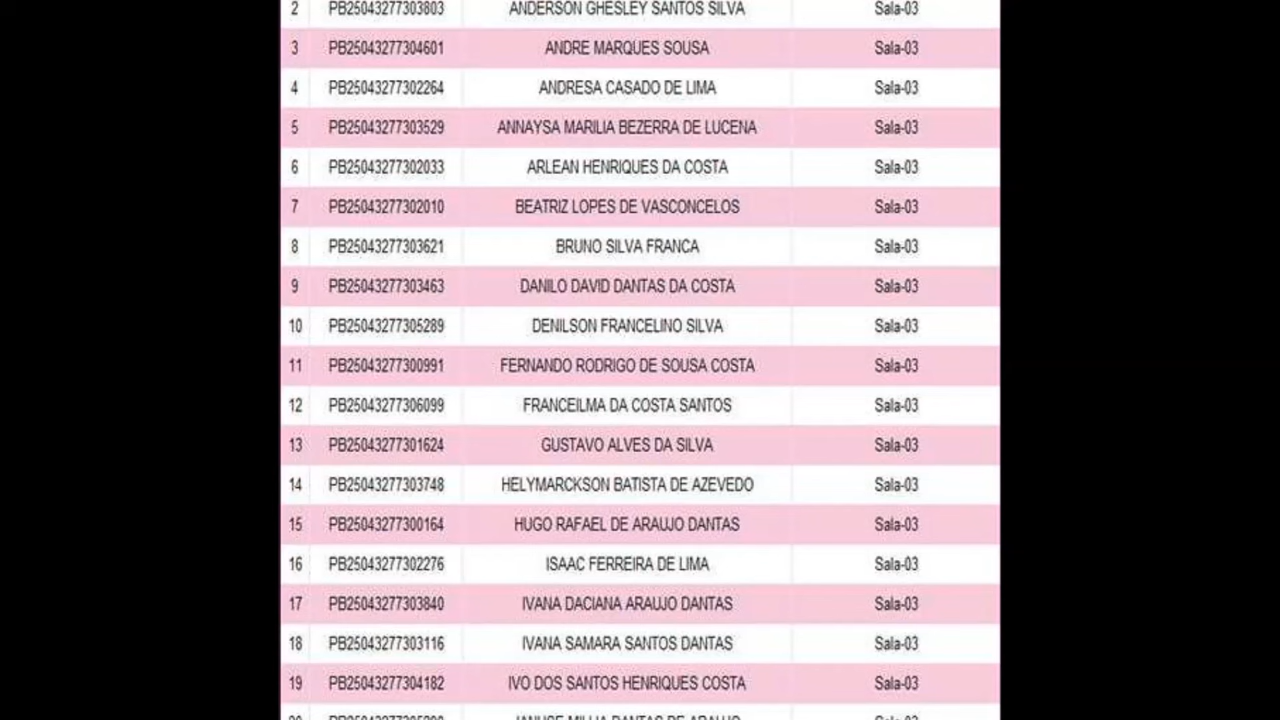 2 PB25043277303803 ANDERSON GHESLEY SANTOS SILVA Sala-03
3 PB25043277304601 ANDRE MARQUES SOUSA Sala-03
4 PB25043277302264 ANDRESA CASADO DE LIMA Sala-03
5 PB25043277303529 ANNAYSA MARILIA BEZERRA DE LUCENA Sala-03
6 PB25043277302033 ARLEAN HENRIQUES DA COSTA Sala-03
7 PB25043277302010 BEATRIZ LOPES DE VASCONCELOS Sala-03
8 PB25043277303621 BRUNO SILVA FRANCA Sala-03
9 PB25043277303463 DANILO DAVID DANTAS DA COSTA Sala-03
10 PB25043277305289 DENILSON FRANCELINO SILVA Sala-03
11 PB25043277300991 FERNANDO RODRIGO DE SOUSA COSTA Sala-03
12 PB25043277306099 FRANCEILMA DA COSTA SANTOS Sala-03
13 PB25043277301624 GUSTAVO ALVES DA SILVA Sala-03
14 PB25043277303748 HELYMARCKSON BATISTA DE AZEVEDO Sala-03
15 PB25043277300164 HUGO RAFAEL DE ARAUJO DANTAS Sala-03
16 PB25043277302276 ISAAC FERREIRA DE LIMA Sala-03
17 PB25043277303840 IVANA DACIANA ARAUJO DANTAS Sala-03
18 PB25043277303116 IVANA SAMARA SANTOS DANTAS Sala-03
19 PB25043277304182 IVO DOS SANTOS HENRIQUES COSTA Sala-03
20 DANTAS DE ARAUJO Sala-03